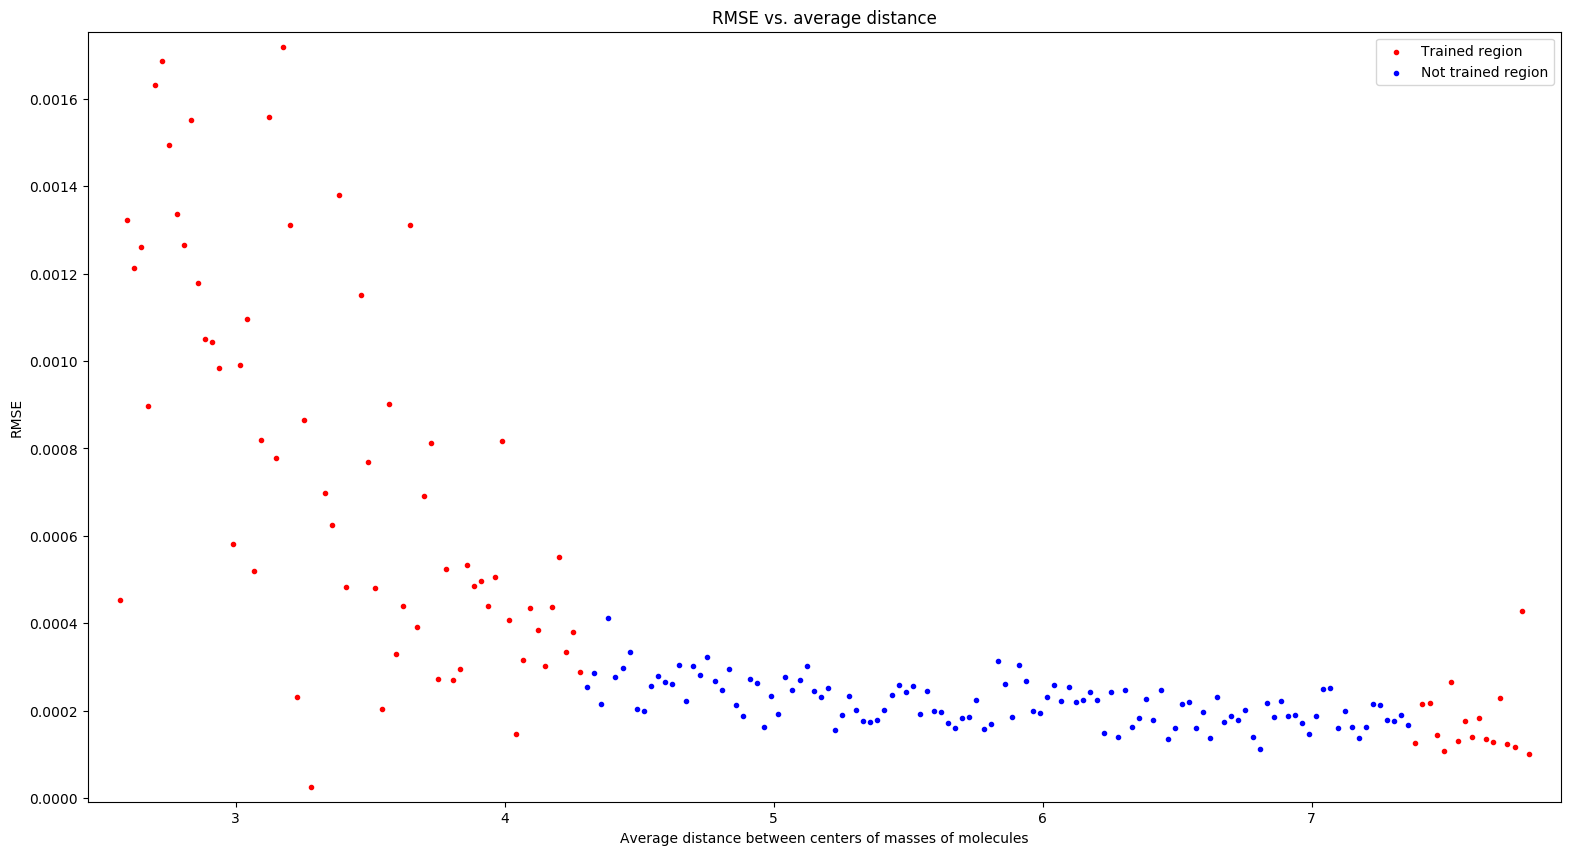 RMSE vs. average distance
Trained region
Not trained region
RMSE
0.0016
0.0014
0.0012
0.0010
0.0008
0.0006
0.0004
0.0002
0.0000
3 4 5 6 7
Average distance between centers of masses of molecules